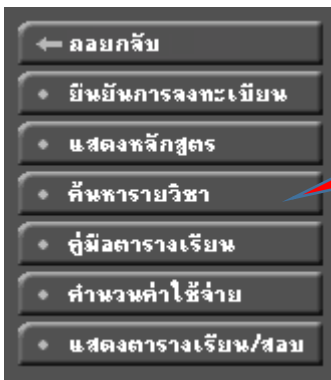 ถอยกลับ
ยืนยันการลงทะเบียน
แสดงหลักสูตร
ค้นหารายวิชา
คู่มือตารางเรียน
คำนวนค่าใช้จ่าย
แสดงตารางเรียน/สอบ